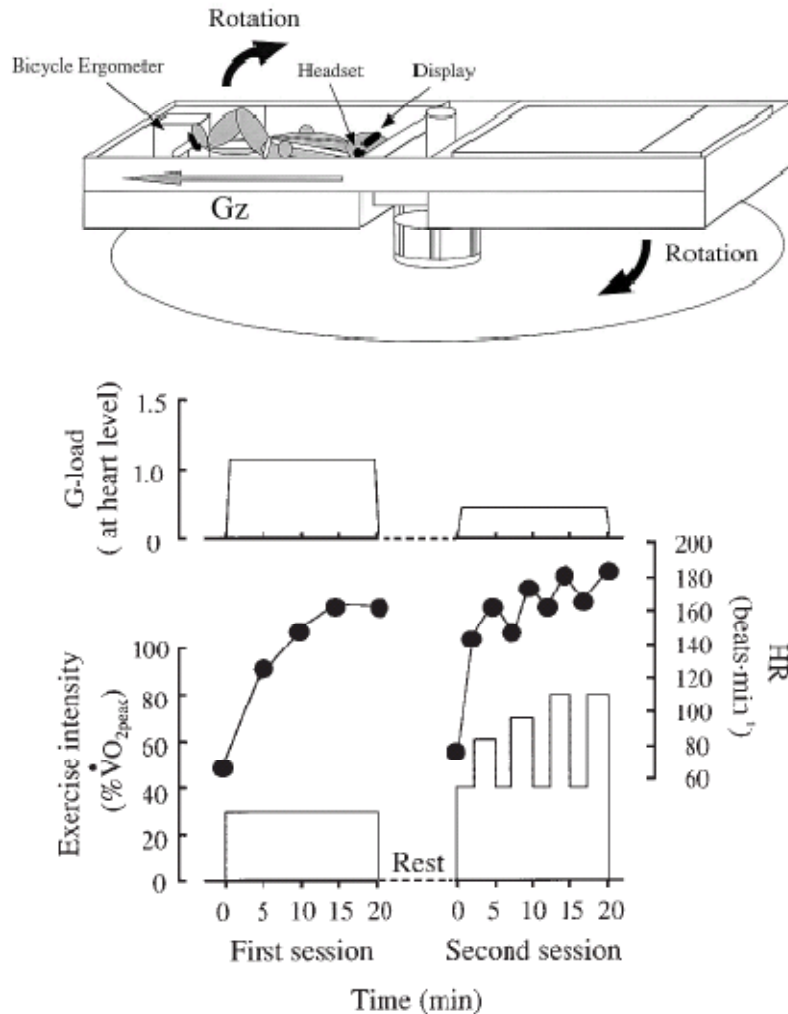 Rotation
Bicycle Ergometer
Headset
Display
Gz
Rotation
G-load
( at heart level)
1.5
1.0
0
Exercise intensity
(%V̇O2peac)
100
80
60
40
20
0
200
180
160
140
120
100
80
60
HR
(beats·min⁻¹)
Rest
0 5 10 15 20
0 5 10 15 20
First session
Second session
Time (min)